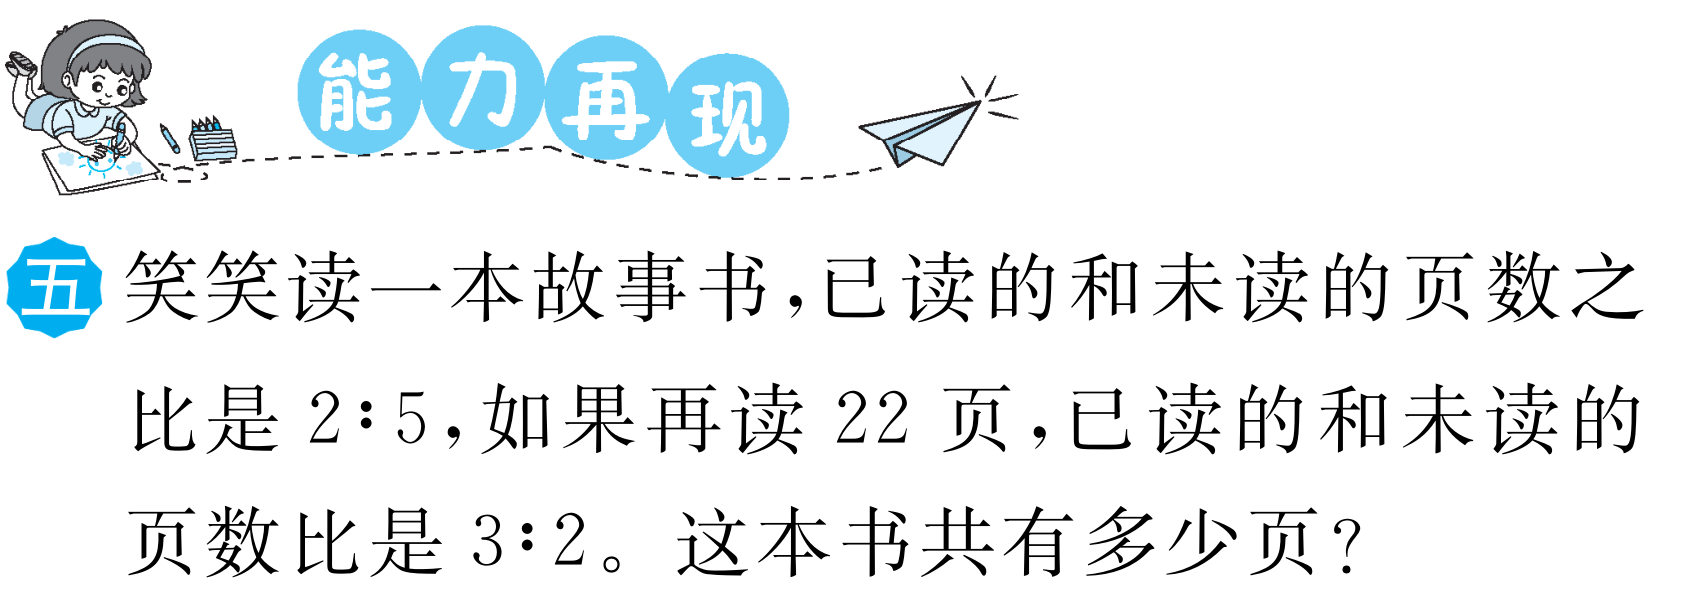 能力再现
五 笑笑读一本故事书,已读的和未读的页数之
比是 2∶5,如果再读 22 页,已读的和未读的
页数比是 3∶2。这本书共有多少页?